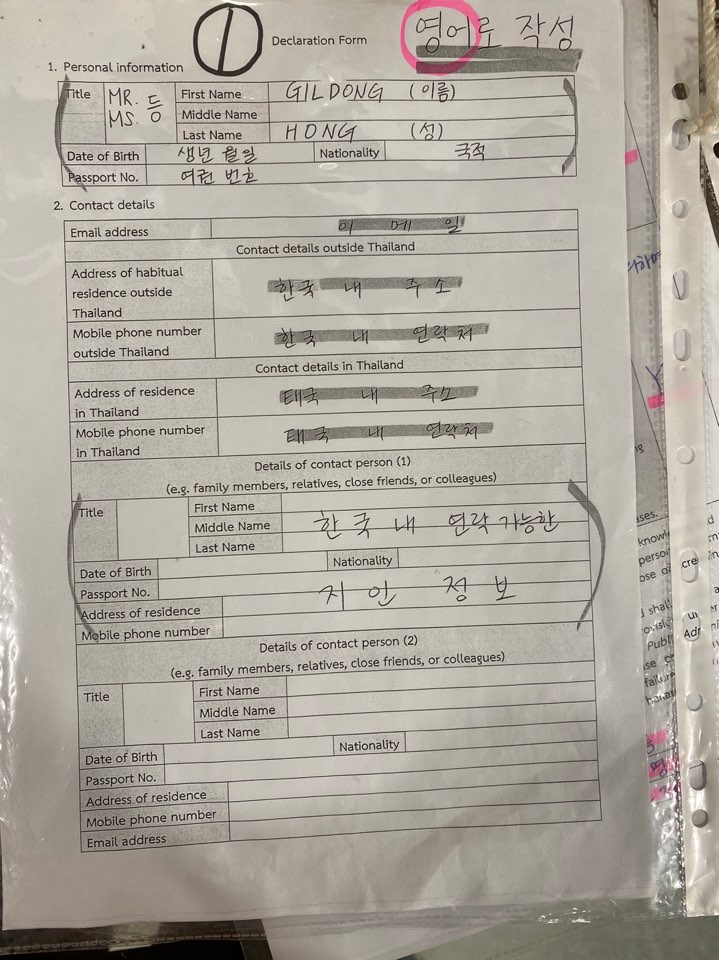 ① Declaration Form 영어로 작성
1. Personal information
Title MR. 등 First Name GILDONG (이름)
MS. Middle Name
Last Name HONG (성)
Date of Birth 생년월일 Nationality 국적
Passport No. 여권 번호
2. Contact details
Email address 이 메 일
Contact details outside Thailand
Address of habitual
residence outside 한국 내 주소
Thailand
Mobile phone number 한국 내 연락처
outside Thailand
Contact details in Thailand
Address of residence 태국 내 주소
in Thailand
Mobile phone number 태국 내 연락처
in Thailand
Details of contact person (1)
(e.g. family members, relatives, close friends, or colleagues)
Title First Name
Middle Name 한국 내 연락 가능한
Last Name
Date of Birth Nationality
Passport No. 지인 정보
Address of residence
Mobile phone number
Details of contact person (2)
(e.g. family members, relatives, close friends, or colleagues)
Title First Name
Middle Name
Last Name
Date of Birth Nationality
Passport No.
Address of residence
Mobile phone number
Email address